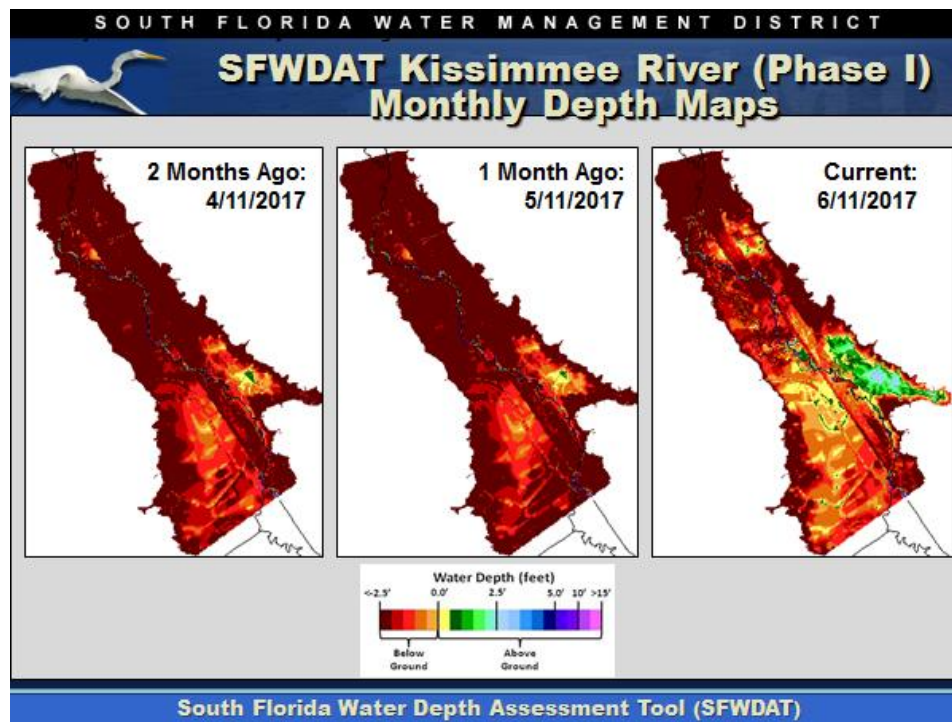 SOUTH FLORIDA WATER MANAGEMENT DISTRICT
SFWDAT Kissimmee River (Phase I)
Monthly Depth Maps
2 Months Ago:
4/11/2017
1 Month Ago:
5/11/2017
Current:
6/11/2017
Water Depth (feet)
<-2.5' 0.0' 2.5' 5.0' 10' >15'
Below
Ground
Above
Ground
South Florida Water Depth Assessment Tool (SFWDAT)